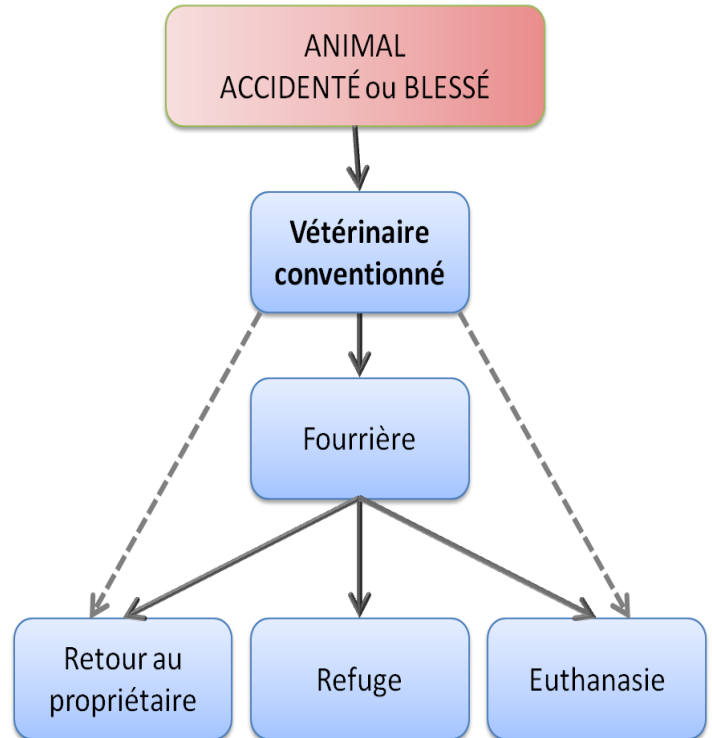 ANIMAL
ACCIDENTÉ ou BLESSÉ
Vétérinaire
conventionné
Fourrière
Retour au
propriétaire
Refuge
Euthanasie